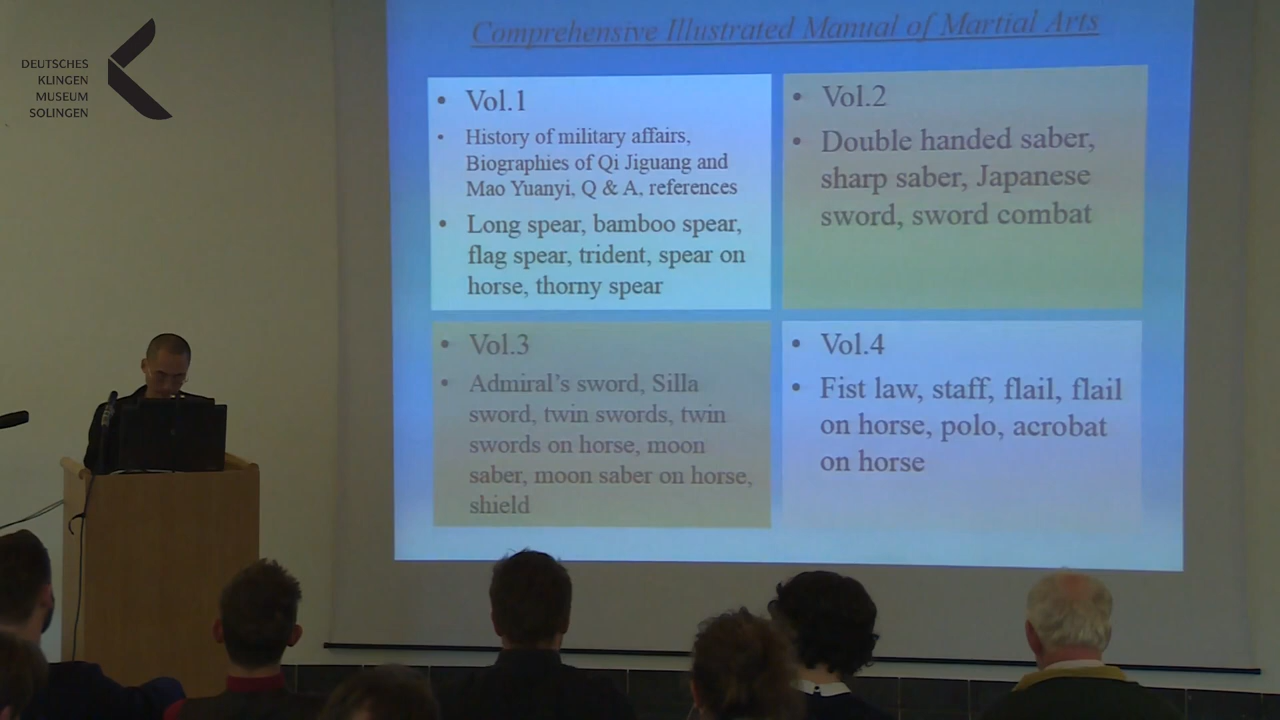 DEUTSCHES
KLINGEN
MUSEUM
SOLINGEN
Comprehensive Illustrated Manual of Martial Arts
• Vol.1
• History of military affairs,
Biographies of Qi Jiguang and
Mao Yuanyi, Q & A, references
• Long spear, bamboo spear,
flag spear, trident, spear on
horse, thorny spear
• Vol.2
• Double handed saber,
sharp saber, Japanese
sword, sword combat
• Vol.3
• Admiral's sword, Silla
sword, twin swords, twin
swords on horse, moon
saber, moon saber on horse,
shield
• Vol.4
• Fist law, staff, flail, flail
on horse, polo, acrobat
on horse